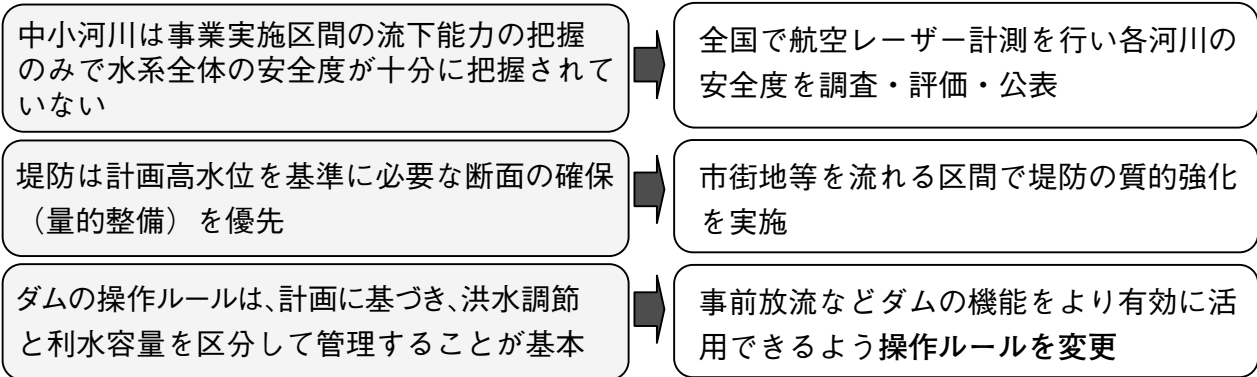 中小河川は事業実施区間の流下能力の把握
のみで水系全体の安全度が十分に把握されて
いない
全国で航空レーザー計測を行い各河川の
安全度を調査・評価・公表
堤防は計画高水位を基準に必要な断面の確保
（量的整備）を優先
市街地等を流れる区間で堤防の質的強化
を実施
ダムの操作ルールは、計画に基づき、洪水調節
と利水容量を区分して管理することが基本
事前放流などダムの機能をより有効に活
用できるよう操作ルールを変更